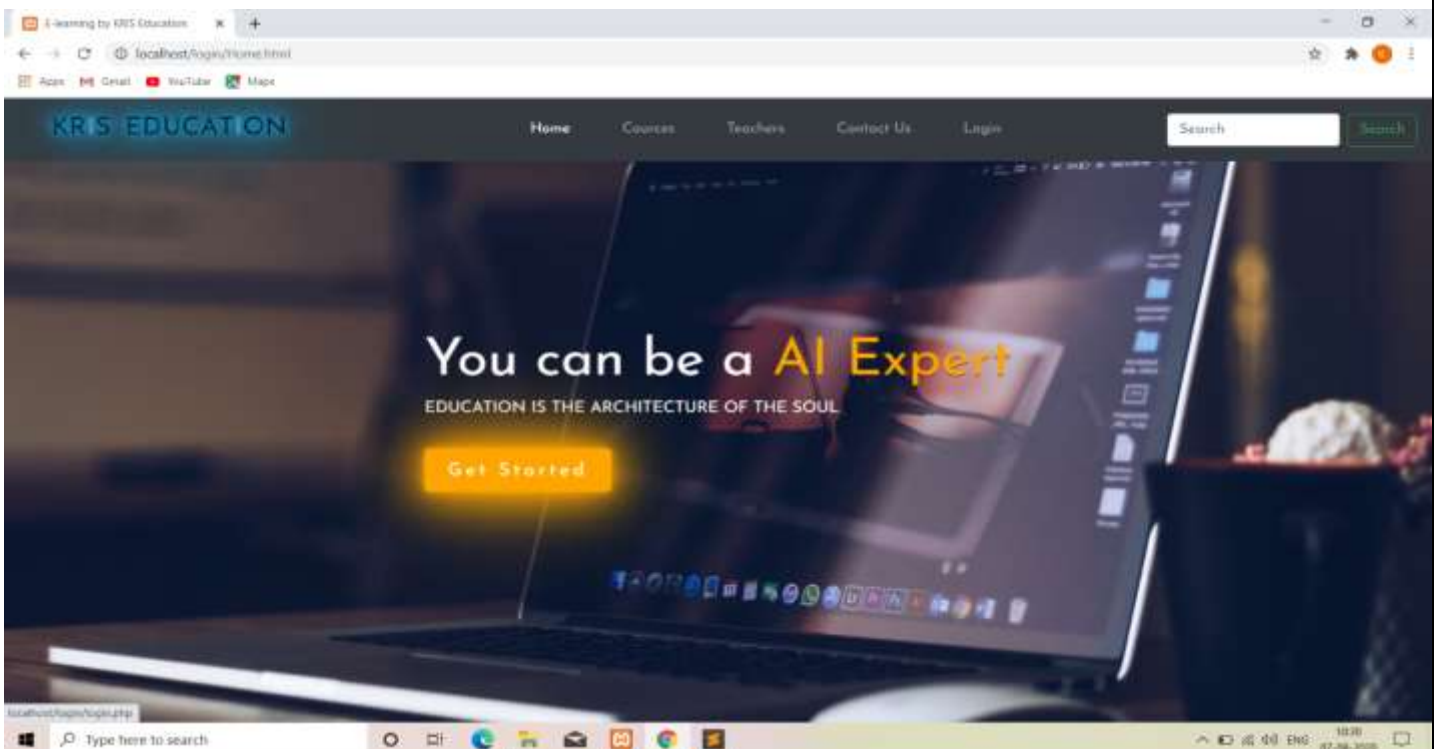 E-learning by KRIS Education
localhost/login/Home.html
Apps Gmail YouTube Maps
KRIS EDUCATION
Home Cources Teachers Contact Us Login
Search Search
You can be a AI Expert
EDUCATION IS THE ARCHITECTURE OF THE SOUL
Get Started
localhost/login/login.php
Type here to search
ENG